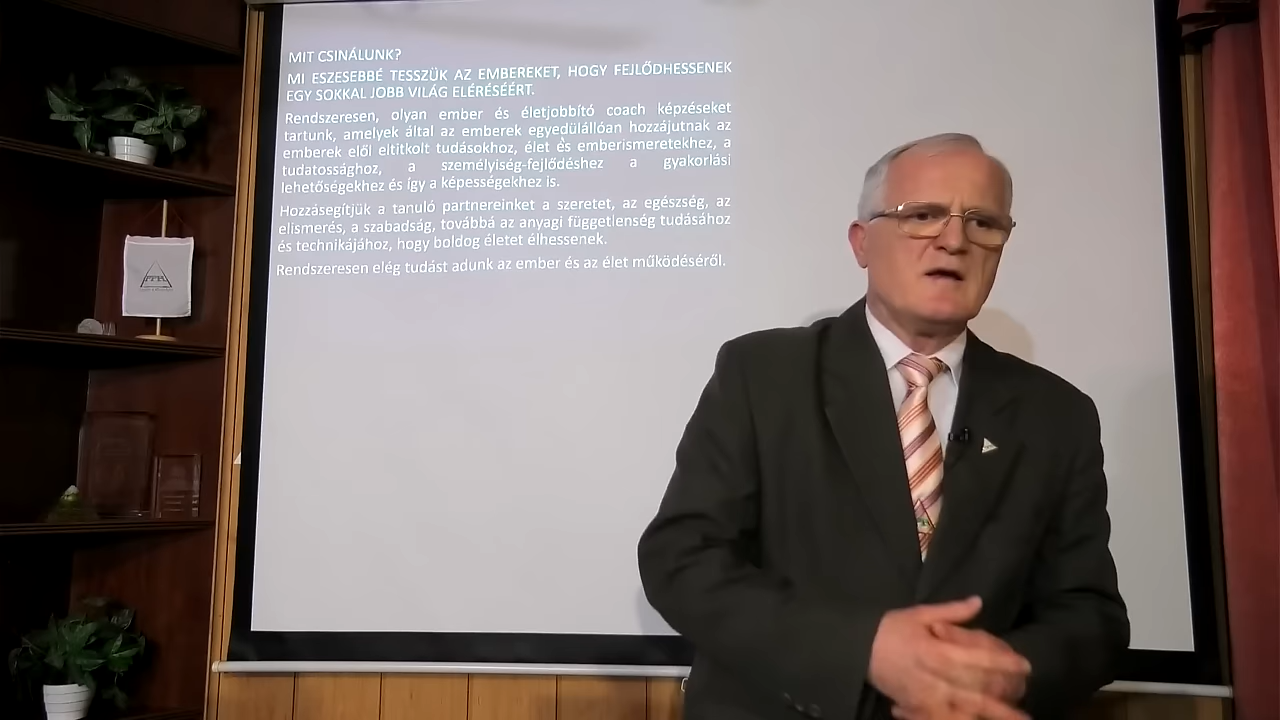 MIT CSINÁLUNK?
MI ESZESEBBÉ TESSZÜK AZ EMBEREKET, HOGY FEJLŐDHESSENEK
EGY SOKKAL JOBB VILÁG ELÉRÉSÉÉRT.
Rendszeresen, olyan ember és életjobbító coach képzéseket
tartunk, amelyek által az emberek egyedülállóan hozzájutnak az
emberek elől eltitkolt tudásokhoz, élet és emberismeretekhez, a
tudatossághoz, a személyiség-fejlődéshez a gyakorlási
lehetőségekhez és így a képességekhez is.
Hozzásegítjük a tanuló partnereinket a szeretet, az egészség, az
elismerés, a szabadság, továbbá az anyagi függetlenség tudásához
és technikájához, hogy boldog életet élhessenek.
Rendszeresen elég tudást adunk az ember és az élet működéséről.